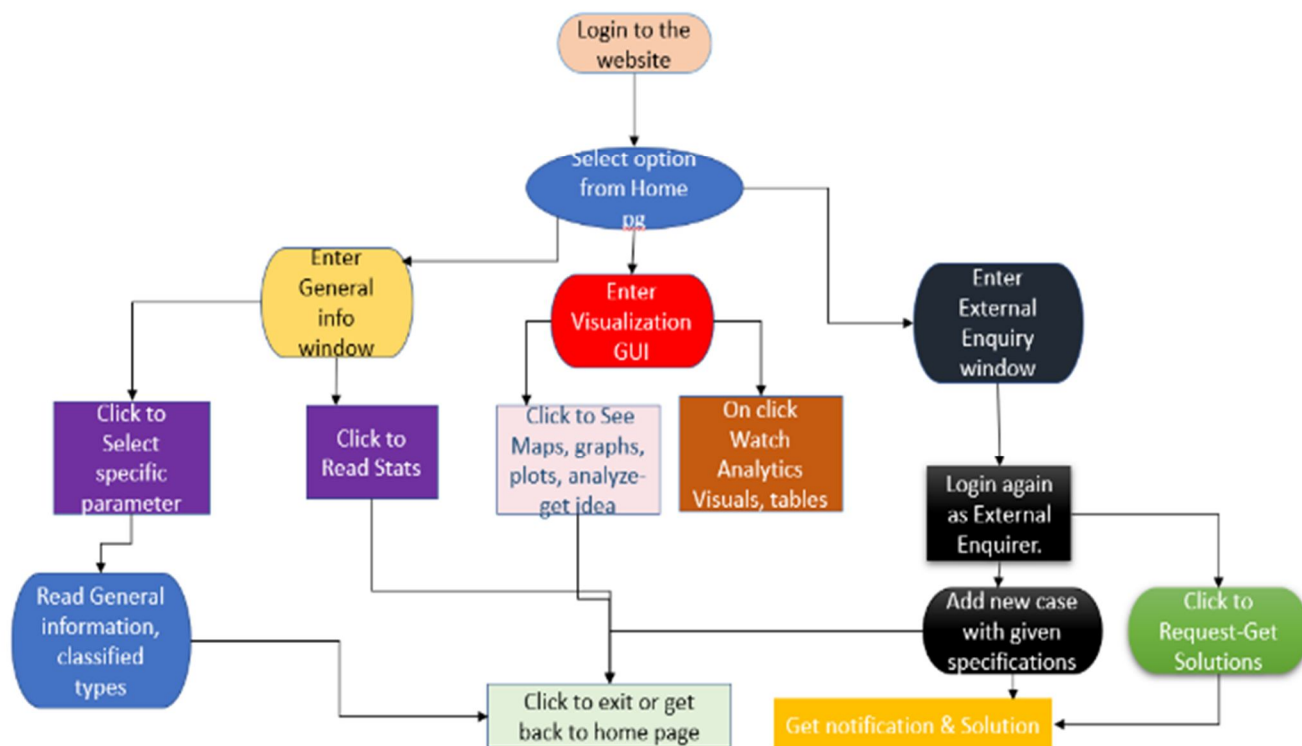 Login to the
website
Select option
from Home
pg
Enter
General
info
window
Enter
Visualization
GUI
Enter
External
Enquiry
window
Click to
Select
specific
parameter
Click to
Read Stats
Click to See
Maps, graphs,
plots, analyze-
get idea
On click
Watch
Analytics
Visuals, tables
Login again
as External
Enquirer.
Read General
information,
classified
types
Add new case
with given
specifications
Click to
Request-Get
Solutions
Click to exit or get
back to home page
Get notification & Solution